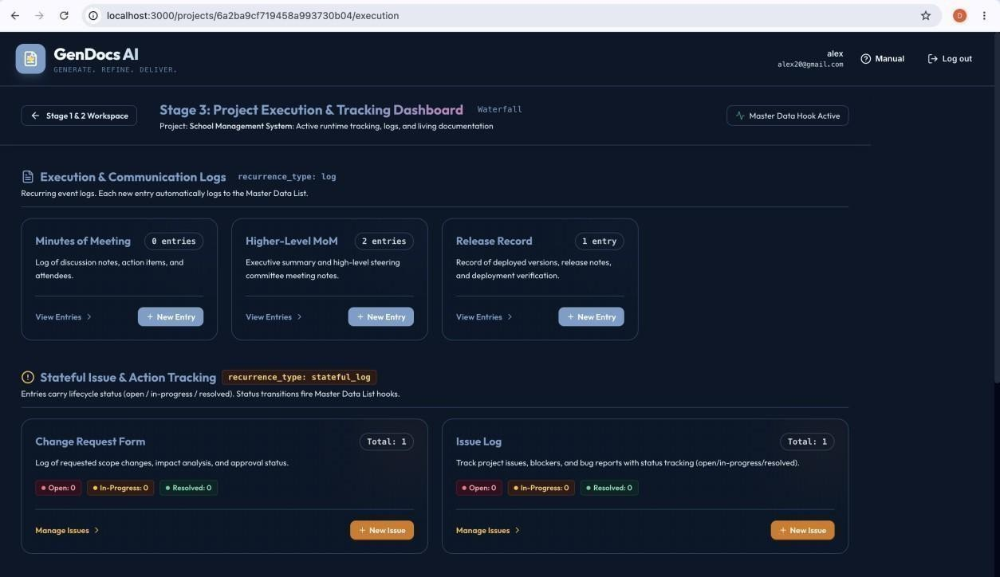 localhost:3000/projects/6a2ba9cf719458a993730b04/execution
D
GenDocs AI
GENERATE. REFINE. DELIVER.
alex
alex20@gmail.com
Manual
Log out
Stage 1 & 2 Workspace
Stage 3: Project Execution & Tracking Dashboard
Waterfall
Project: School Management System: Active runtime tracking, logs, and living documentation
Master Data Hook Active
Execution & Communication Logs
recurrence_type: log
Recurring event logs. Each new entry automatically logs to the Master Data List.
Minutes of Meeting
0 entries
Log of discussion notes, action items, and
attendees.
View Entries
+ New Entry
Higher-Level MoM
2 entries
Executive summary and high-level steering
committee meeting notes.
View Entries
+ New Entry
Release Record
1 entry
Record of deployed versions, release notes,
and deployment verification.
View Entries
+ New Entry
Stateful Issue & Action Tracking
recurrence_type: stateful_log
Entries carry lifecycle status (open / in-progress / resolved). Status transitions fire Master Data List hooks.
Change Request Form
Total: 1
Log of requested scope changes, impact analysis, and approval status.
Open: 0
In-Progress: 0
Resolved: 0
Manage Issues
+ New Issue
Issue Log
Total: 1
Track project issues, blockers, and bug reports with status tracking (open/in-progress/resolved).
Open: 0
In-Progress: 0
Resolved: 0
Manage Issues
+ New Issue